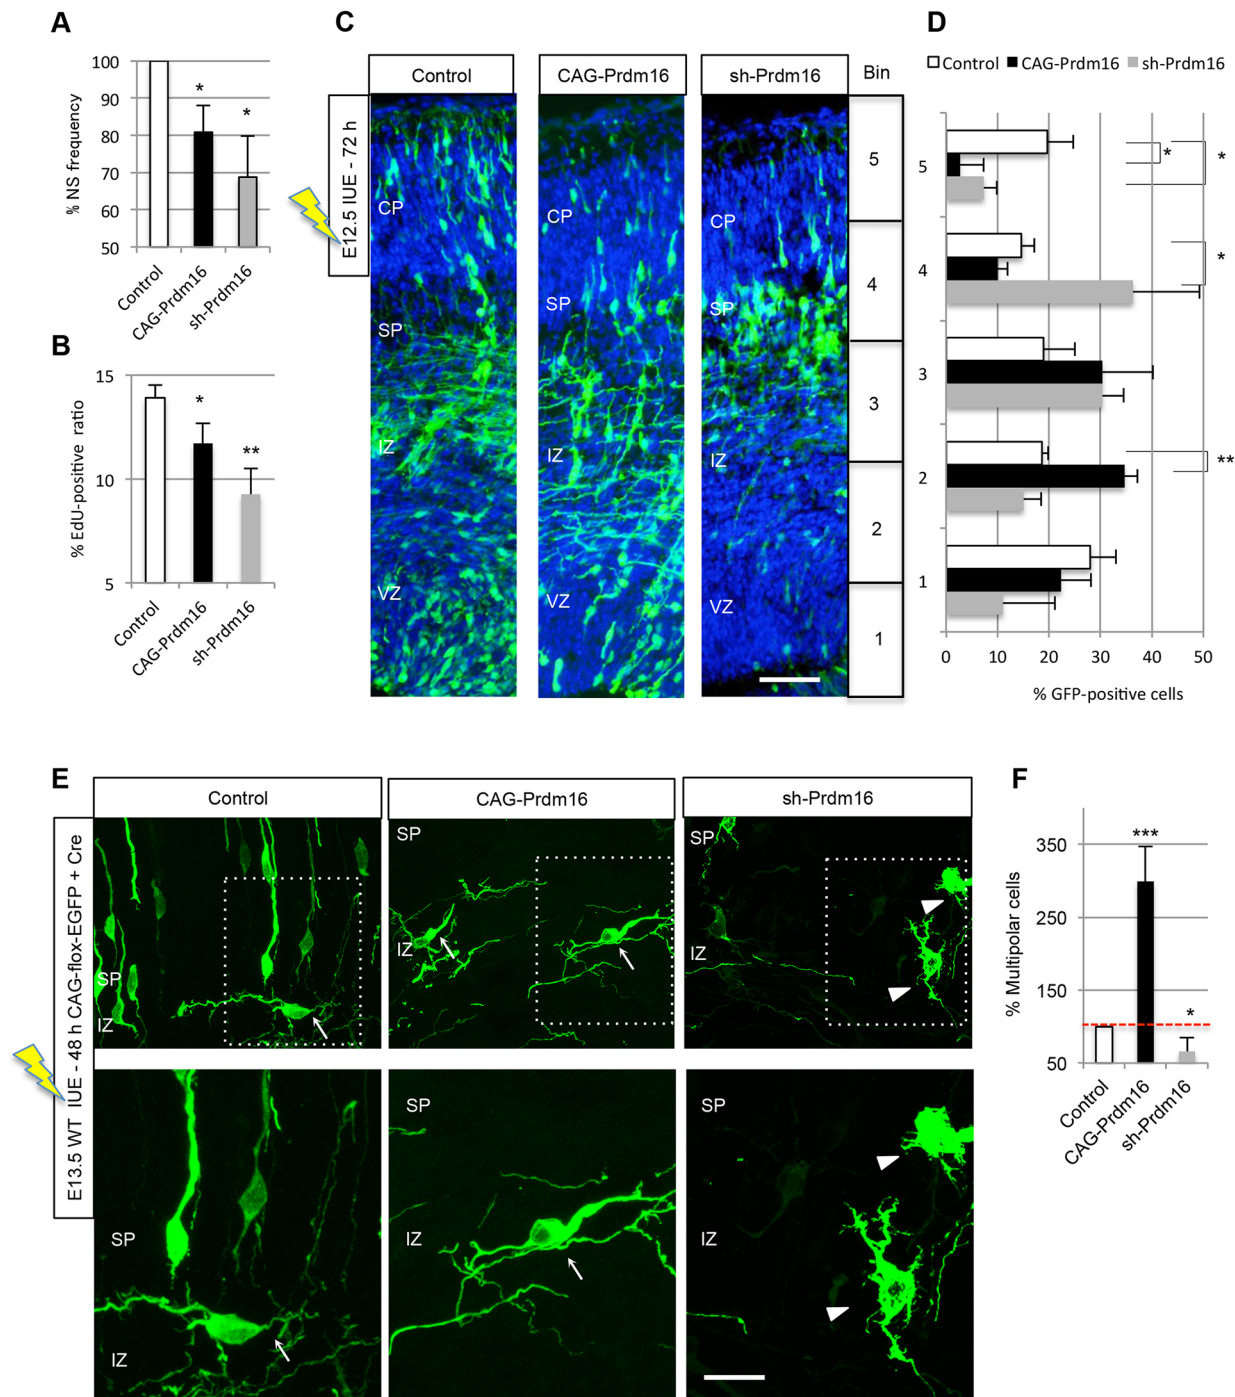 A
% NS frequency
100
90
80
70
60
50
*
*
Control
CAG-Prdm16
sh-Prdm16
B
% EdU-positive ratio
15
10
5
*
**
Control
CAG-Prdm16
sh-Prdm16
C
Control
CAG-Prdm16
sh-Prdm16
Bin
E12.5 IUE - 72 h
CP
SP
IZ
VZ
CP
SP
IZ
VZ
CP
SP
IZ
VZ
5
4
3
2
1
D
Control CAG-Prdm16 sh-Prdm16
5
4
3
2
1
*
*
*
**
0 10 20 30 40 50
% GFP-positive cells
E
Control
CAG-Prdm16
sh-Prdm16
E13.5 WT IUE - 48 h CAG-flox-EGFP + Cre
SP
IZ
SP
IZ
SP
IZ
SP
IZ
SP
IZ
SP
IZ
F
% Multipolar cells
350
250
150
50
***
*
Control
CAG-Prdm16
sh-Prdm16